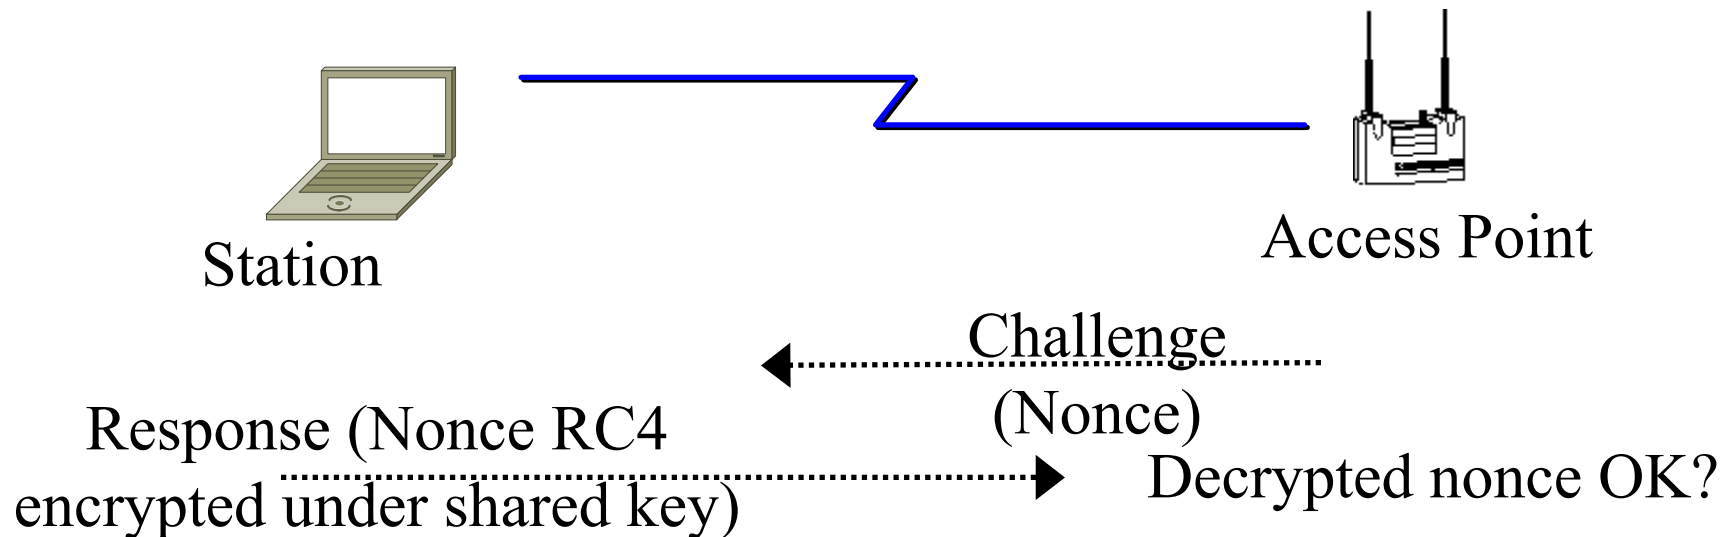 Station
Access Point
Challenge
(Nonce)
Response (Nonce RC4
encrypted under shared key)
Decrypted nonce OK?